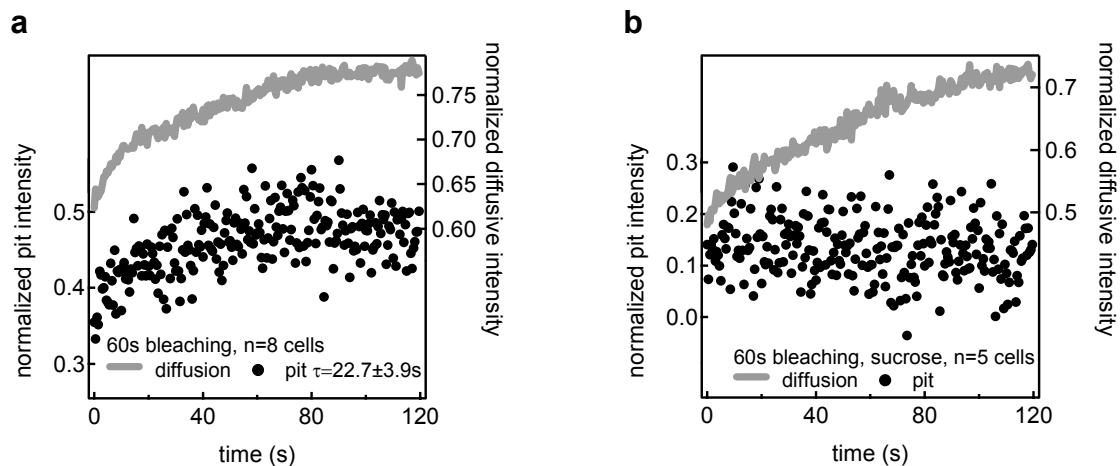 a
normalized pit intensity
0.5
0.4
0.3
0.75
0.70
0.65
0.60
normalized diffusive intensity
60s bleaching, n=8 cells
diffusion pit τ=22.7±3.9s
0 40 80 120
time (s)
b
normalized pit intensity
0.3
0.2
0.1
0.0
0.7
0.6
0.5
normalized diffusive intensity
60s bleaching, sucrose, n=5 cells
diffusion pit
0 40 80 120
time (s)